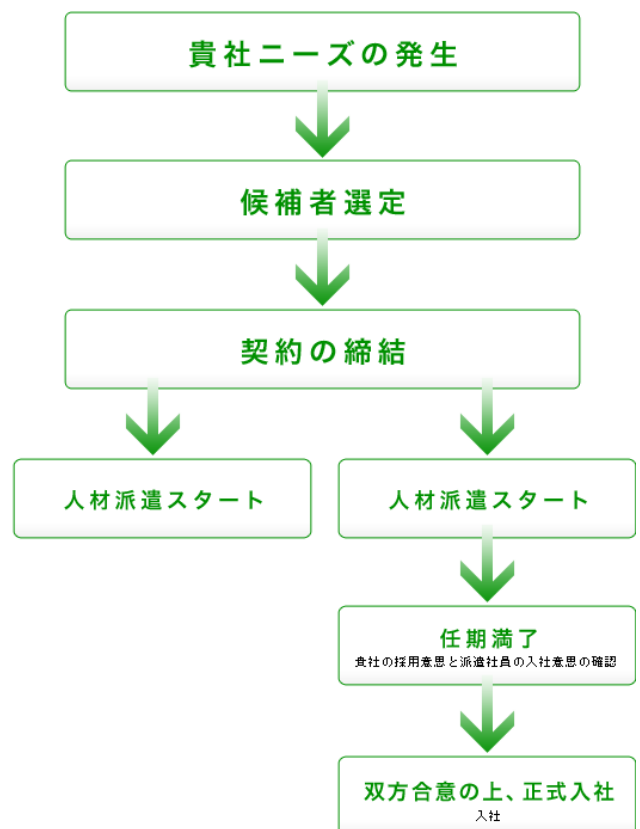 貴社ニーズの発生
候補者選定
契約の締結
人材派遣スタート
人材派遣スタート
任期満了
貴社の採用意思と派遣社員の入社意思の確認
双方合意の上、正式入社
入社